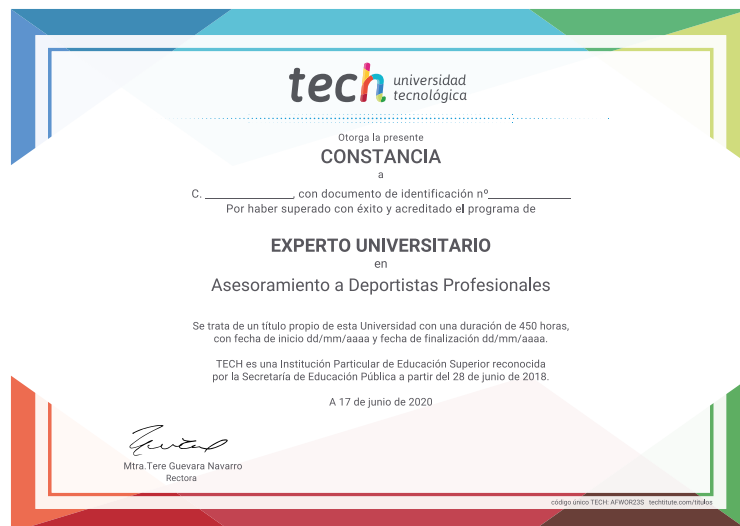 tech universidad
tecnológica
Otorga la presente
CONSTANCIA
a
C. ______________, con documento de identificación nº_____________
Por haber superado con éxito y acreditado el programa de
EXPERTO UNIVERSITARIO
en
Asesoramiento a Deportistas Profesionales
Se trata de un título propio de esta Universidad con una duración de 450 horas,
con fecha de inicio dd/mm/aaaa y fecha de finalización dd/mm/aaaa.
TECH es una Institución Particular de Educación Superior reconocida
por la Secretaría de Educación Pública a partir del 28 de junio de 2018.
A 17 de junio de 2020
Mtra.Tere Guevara Navarro
Rectora
código único TECH: AFWOR23S techtitute.com/titulos